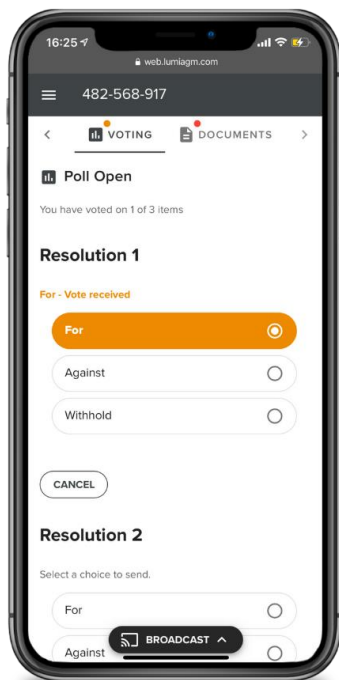 16:25
web.lumiagm.com
482-568-917
VOTING
DOCUMENTS
Poll Open
You have voted on 1 of 3 items
Resolution 1
For - Vote received
For
Against
Withhold
CANCEL
Resolution 2
Select a choice to send.
For
BROADCAST
Against